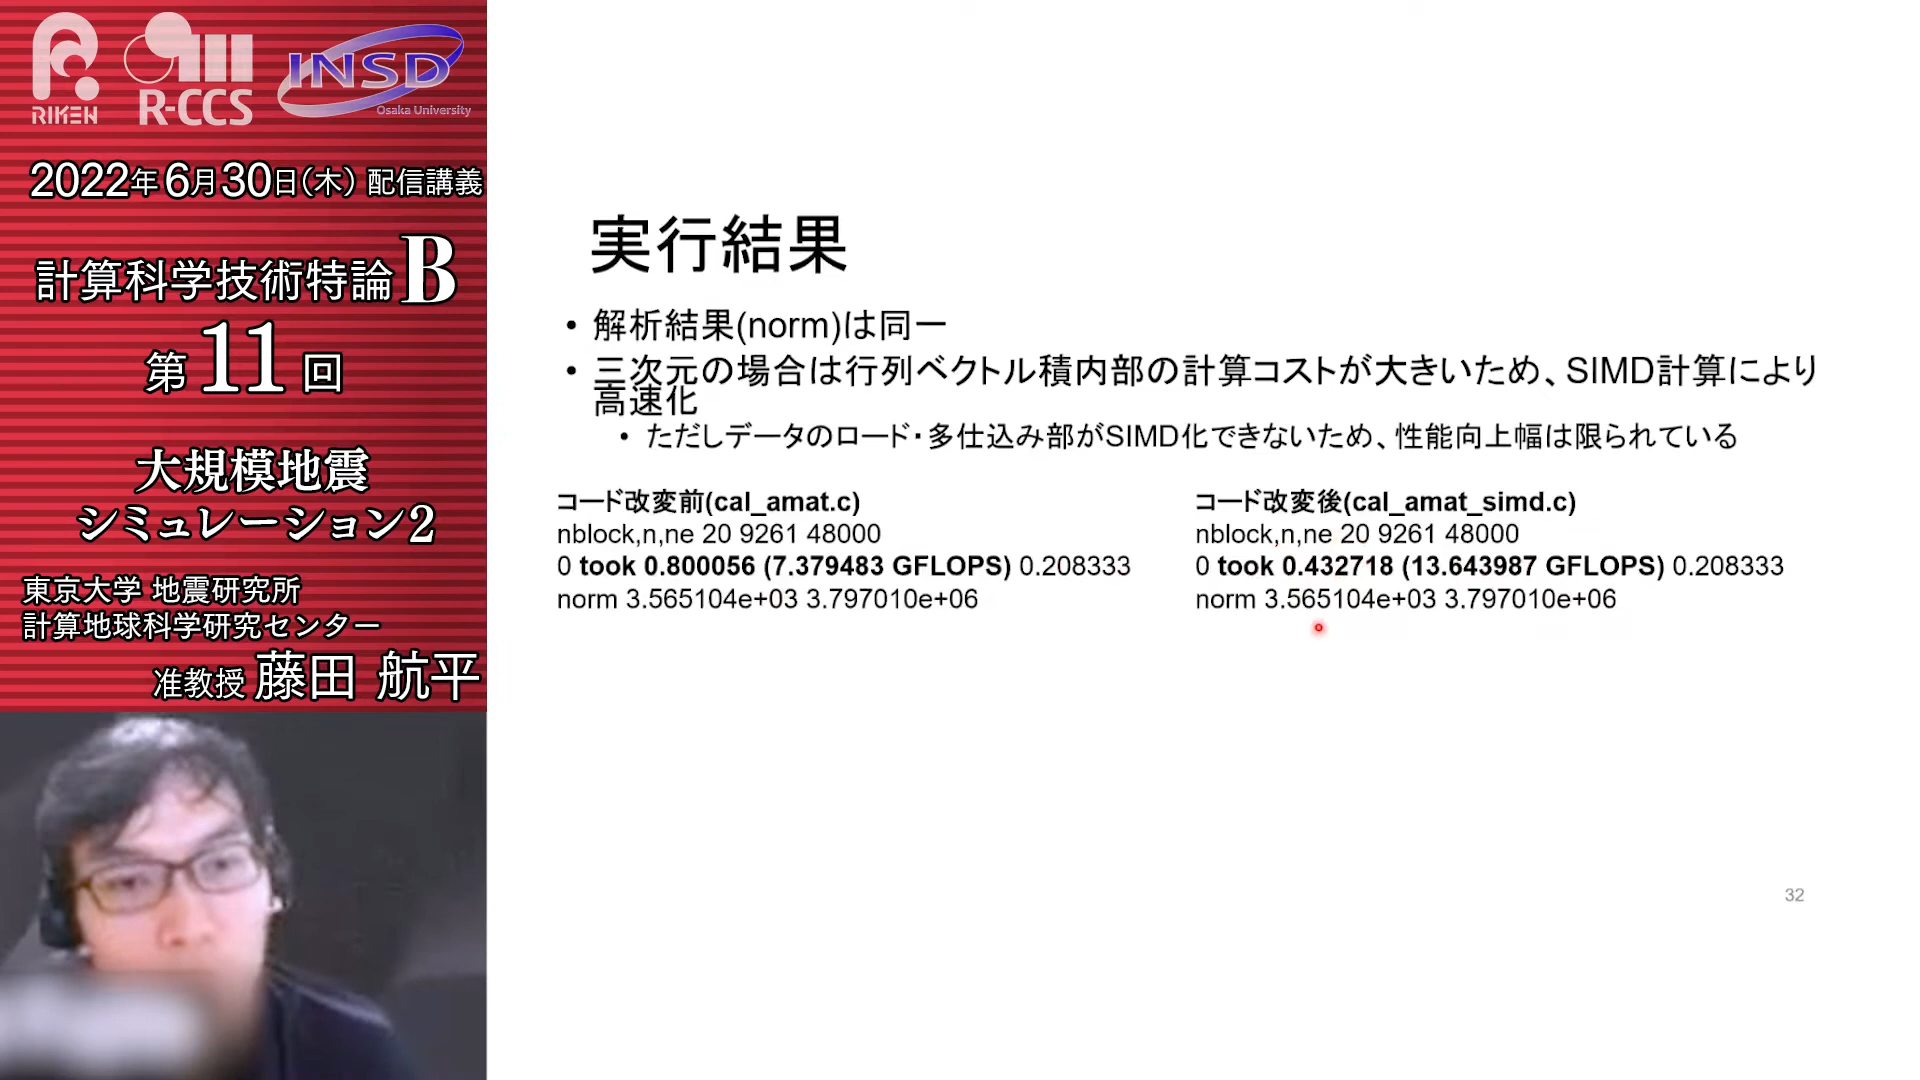 RIKEN
R-CCS
INSD
Osaka University
2022年6月30日(木) 配信講義
計算科学技術特論B
第11回
大規模地震
シミュレーション2
東京大学 地震研究所
計算地球科学研究センター
准教授 藤田 航平
実行結果
• 解析結果(norm)は同一
• 三次元の場合は行列ベクトル積内部の計算コストが大きいため、SIMD計算により
高速化
• ただしデータのロード・多仕込み部がSIMD化できないため、性能向上幅は限られている
コード改変前(cal_amat.c)
nblock,n,ne 20 9261 48000
0 took 0.800056 (7.379483 GFLOPS) 0.208333
norm 3.565104e+03 3.797010e+06
コード改変後(cal_amat_simd.c)
nblock,n,ne 20 9261 48000
0 took 0.432718 (13.643987 GFLOPS) 0.208333
norm 3.565104e+03 3.797010e+06
32